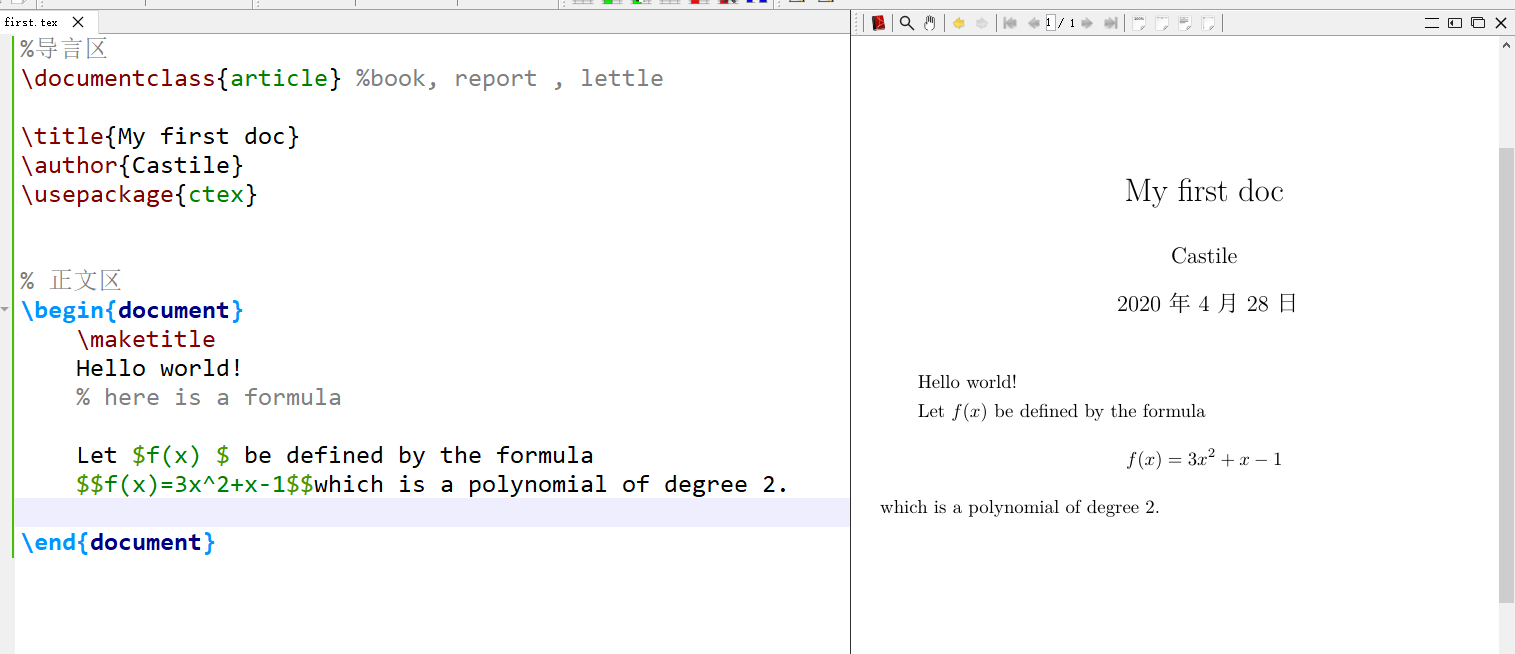 first.tex
%导言区
\documentclass{article} %book, report , lettle
\title{My first doc}
\author{Castile}
\usepackage{ctex}
% 正文区
\begin{document}
\maketitle
Hello world!
% here is a formula
Let $f(x) $ be defined by the formula
$$f(x)=3x^2+x-1$$which is a polynomial of degree 2.
\end{document}
1 / 1
My first doc
Castile
2020 年 4 月 28 日
Hello world!
Let f(x) be defined by the formula
f(x) = 3x² + x − 1
which is a polynomial of degree 2.